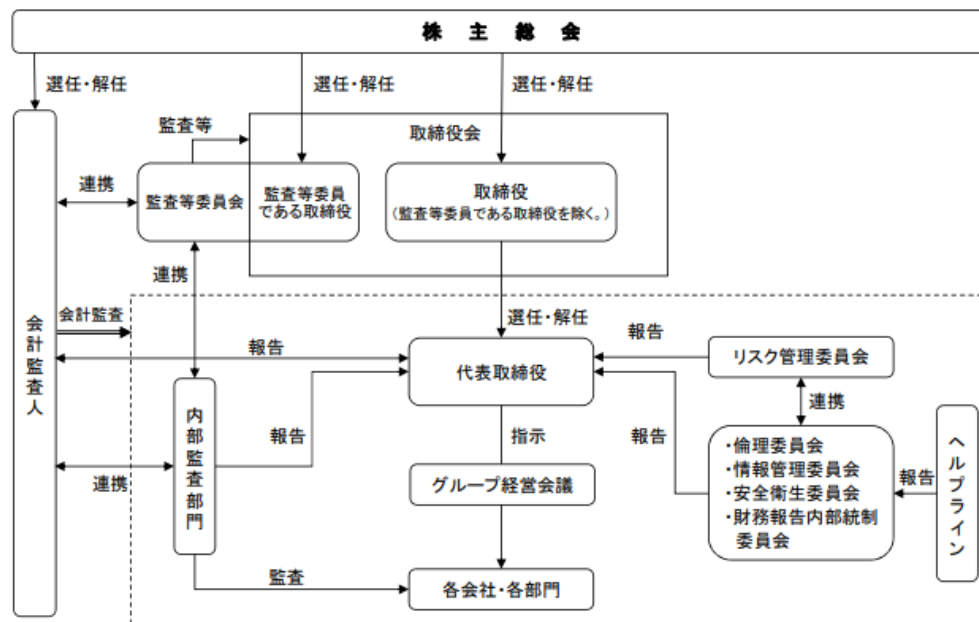 株 主 総 会
選任・解任
選任・解任
選任・解任
監査等
取締役会
連携
監査等委員会
監査等委員
である取締役
取締役
（監査等委員である取締役を除く。）
連携
会計監査人
会計監査
選任・解任
報告
報告
代表取締役
リスク管理委員会
内部監査部門
報告
指示
報告
連携
連携
グループ経営会議
・倫理委員会
・情報管理委員会
・安全衛生委員会
・財務報告内部統制
委員会
報告
ヘルプライン
監査
各会社・各部門